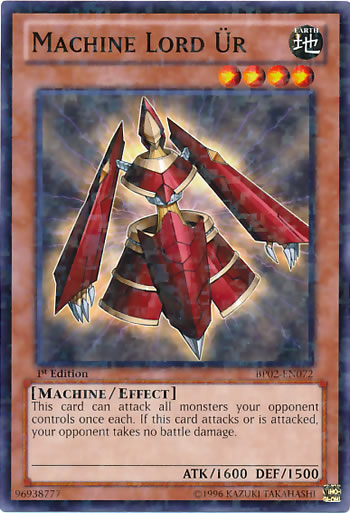 MACHINE LORD ÜR
EARTH
地
1st Edition
BP02-EN072
[MACHINE/EFFECT]
This card can attack all monsters your opponent
controls once each. If this card attacks or is attacked,
your opponent takes no battle damage.
ATK/1600 DEF/1500
96938777
©1996 KAZUKI TAKAHASHI